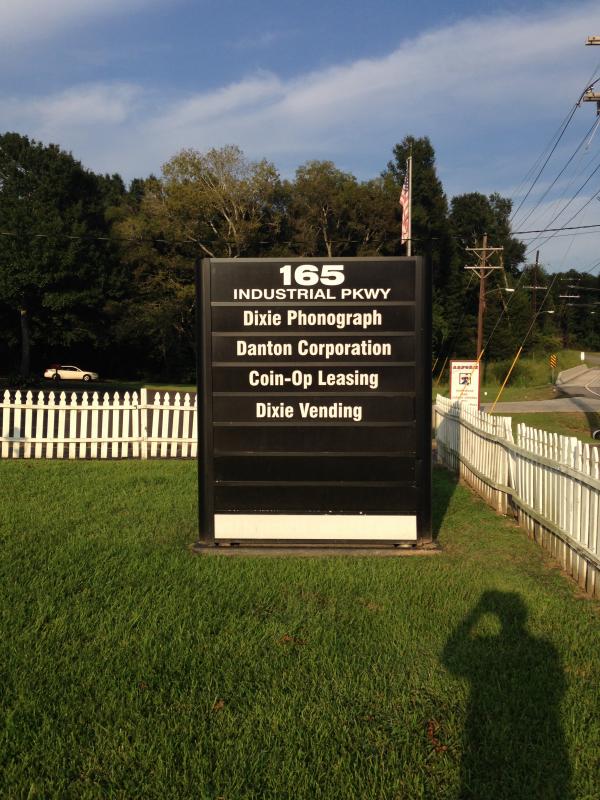 165
INDUSTRIAL PKWY
Dixie Phonograph
Danton Corporation
Coin-Op Leasing
Dixie Vending